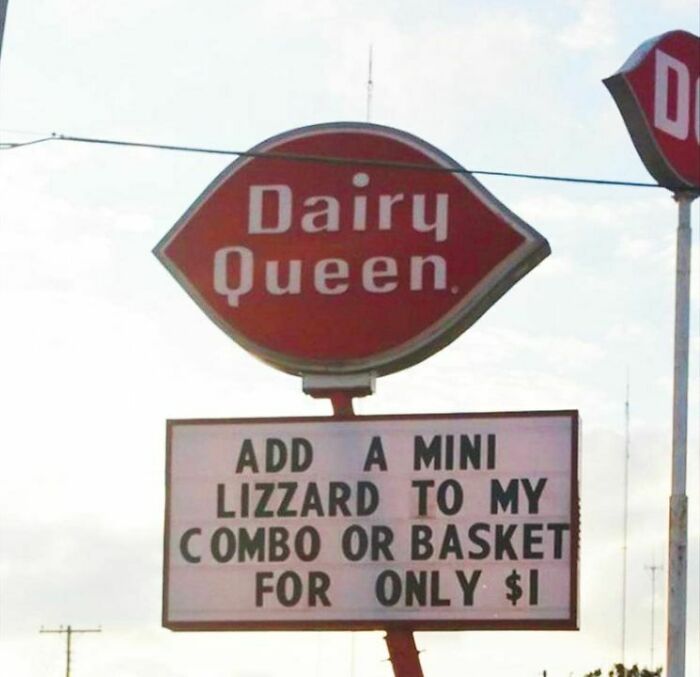 Dairy
Queen.
D
ADD A MINI
LIZZARD TO MY
COMBO OR BASKET
FOR ONLY $1